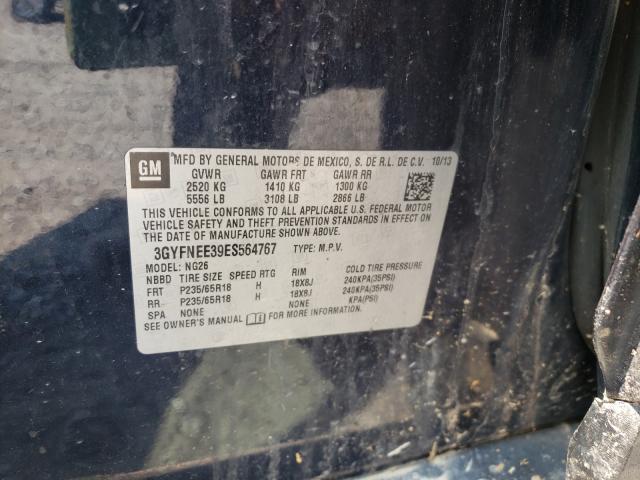 GM
MFD BY GENERAL MOTORS DE MEXICO, S. DE R.L. DE C.V. 10/13
GVWR GAWR FRT GAWR RR
2520 KG 1410 KG 1300 KG
5556 LB 3108 LB 2866 LB
THIS VEHICLE CONFORMS TO ALL APPLICABLE U.S. FEDERAL MOTOR
VEHICLE SAFETY AND THEFT PREVENTION STANDARDS IN EFFECT ON
THE DATE OF MANUFACTURE SHOWN ABOVE.
3GYFNEE39ES564767 TYPE: M.P.V.
MODEL: NG26
NBBD TIRE SIZE SPEED RTG RIM COLD TIRE PRESSURE
FRT P235/65R18 H 18X8J 240KPA(35PSI)
RR P235/65R18 H 18X8J 240KPA(35PSI)
SPA NONE NONE KPA(PSI)
SEE OWNER'S MANUAL FOR MORE INFORMATION.